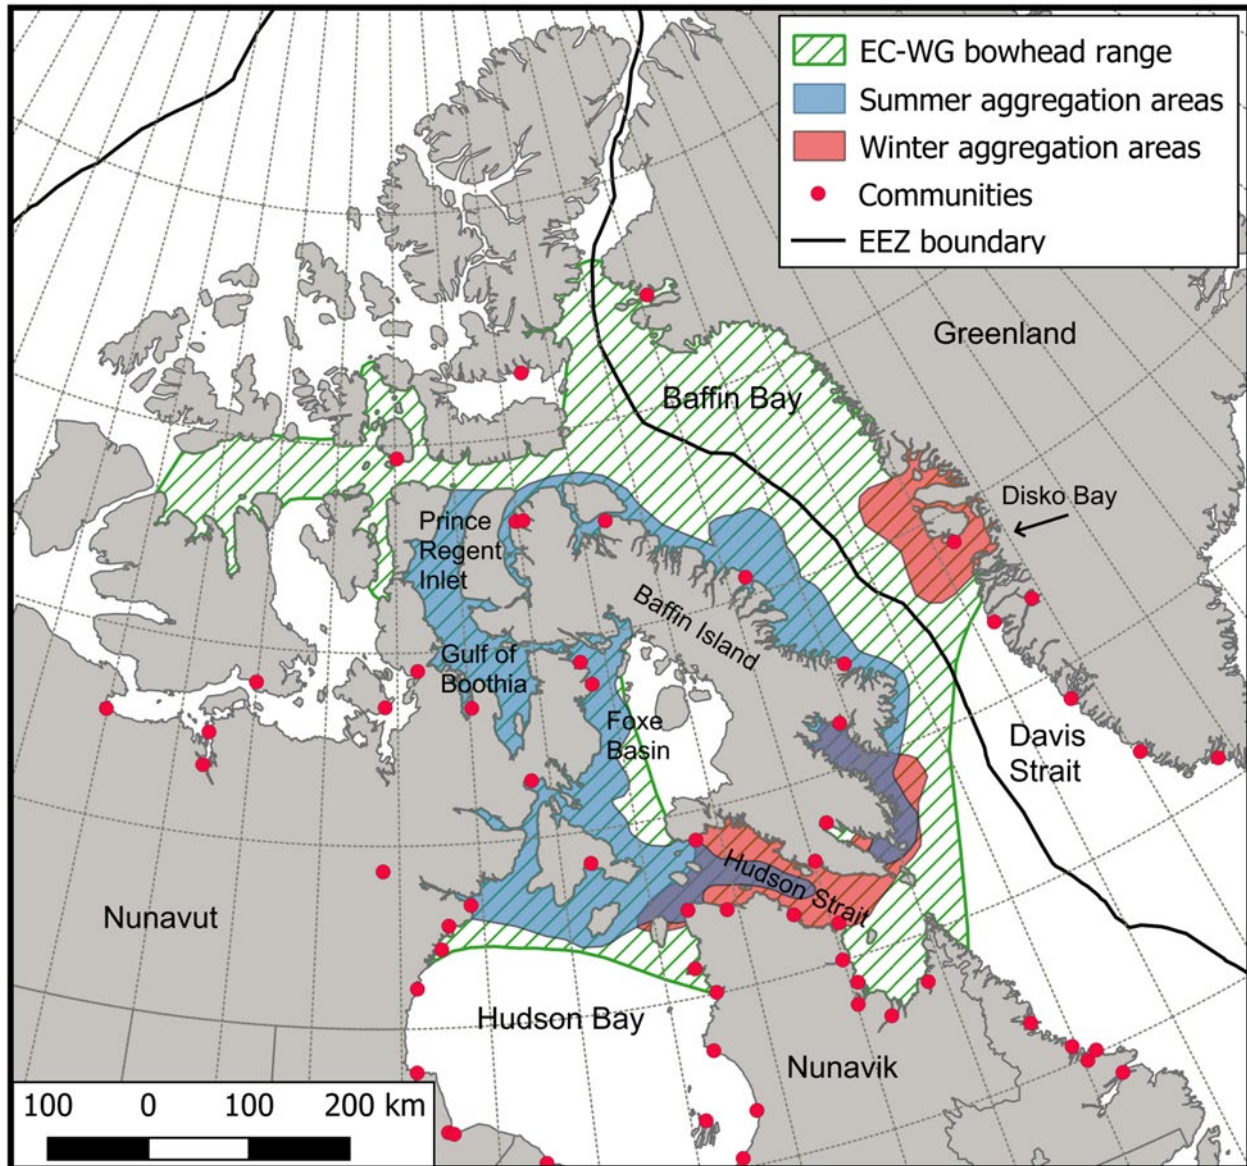 EC-WG bowhead range
Summer aggregation areas
Winter aggregation areas
Communities
EEZ boundary
Greenland
Baffin Bay
Disko Bay
Prince
Regent
Inlet
Baffin Island
Gulf of
Boothia
Foxe
Basin
Davis
Strait
Hudson Strait
Nunavut
Hudson Bay
Nunavik
100 0 100 200 km